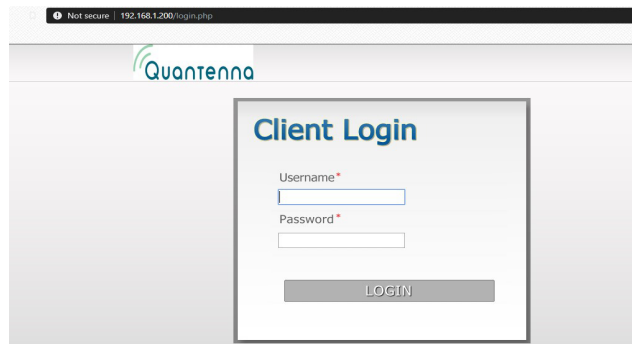 Not secure | 192.168.1.200/login.php
Quantenna
Client Login
Username*
Password*
LOGIN